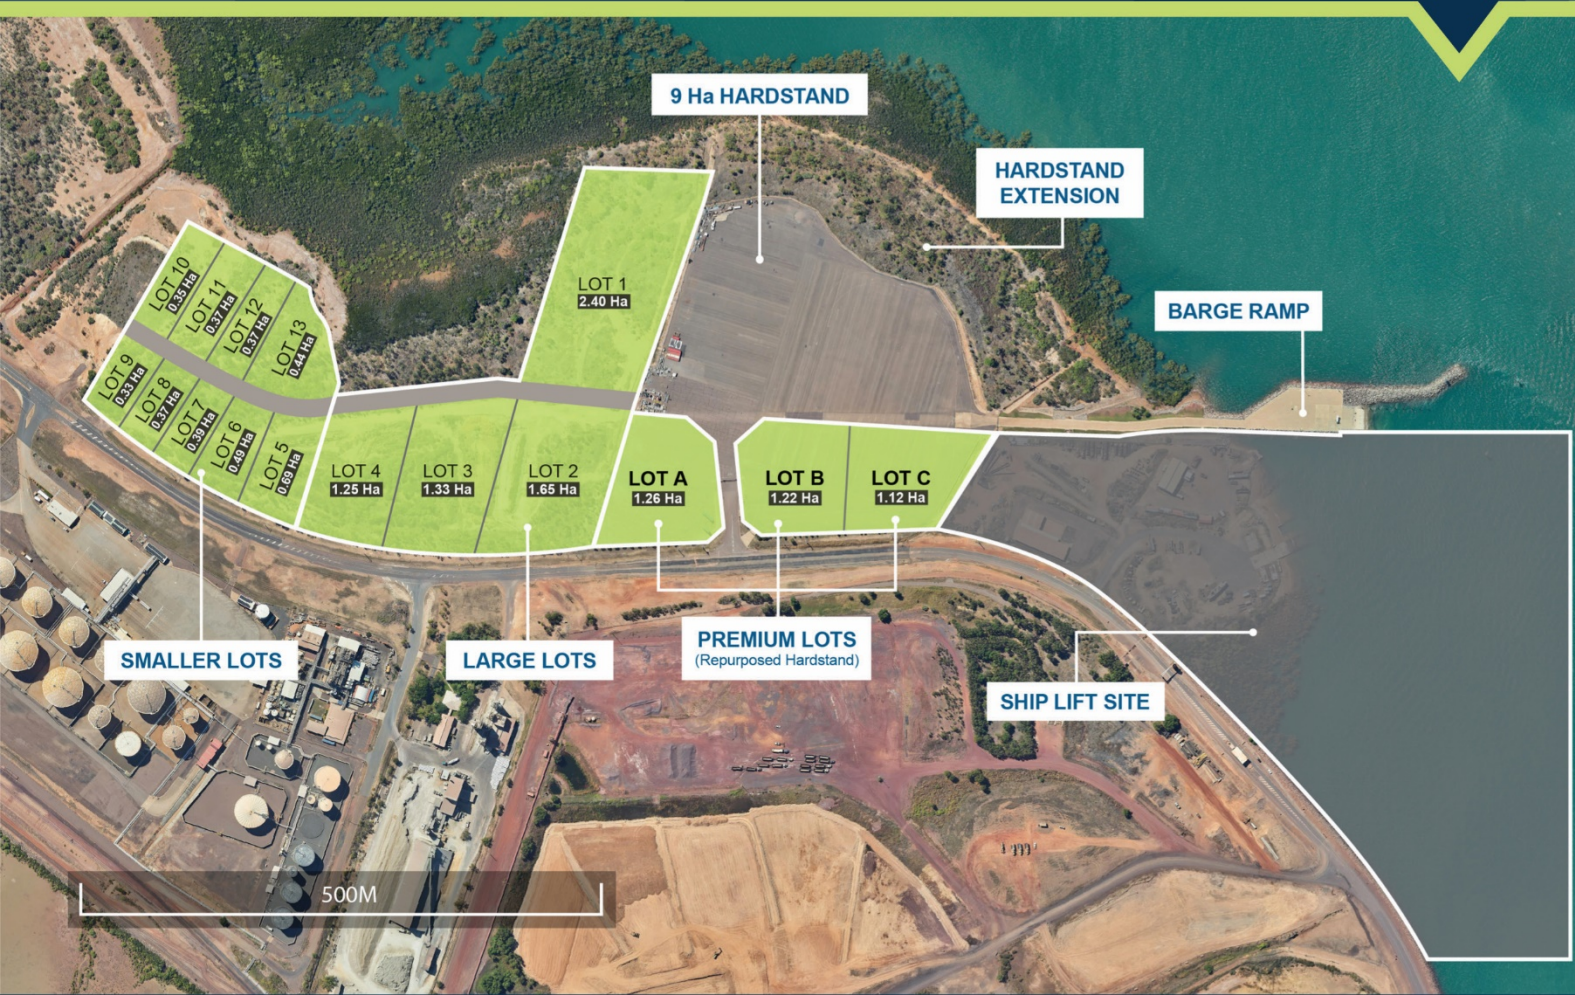 9 Ha HARDSTAND
HARDSTAND
EXTENSION
BARGE RAMP
LOT 1
2.40 Ha
LOT 10
0.35 Ha
LOT 11
0.37 Ha
LOT 12
0.37 Ha
LOT 13
0.44 Ha
LOT 9
0.33 Ha
LOT 8
0.37 Ha
LOT 7
0.39 Ha
LOT 6
0.49 Ha
LOT 5
0.69 Ha
LOT 4
1.25 Ha
LOT 3
1.33 Ha
LOT 2
1.65 Ha
LOT A
1.26 Ha
LOT B
1.22 Ha
LOT C
1.12 Ha
SMALLER LOTS
LARGE LOTS
PREMIUM LOTS
(Repurposed Hardstand)
SHIP LIFT SITE
500M